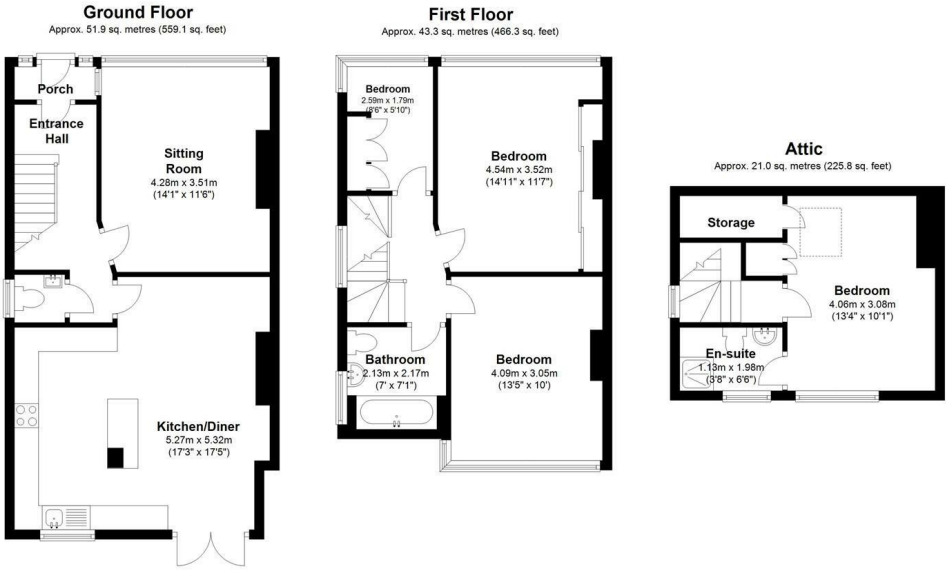 Ground Floor
Approx. 51.9 sq. metres (559.1 sq. feet)
Porch
Entrance
Hall
Sitting
Room
4.28m x 3.51m
(14'1" x 11'6")
Kitchen/Diner
5.27m x 5.32m
(17'3" x 17'5")
First Floor
Approx. 43.3 sq. metres (466.3 sq. feet)
Bedroom
2.59m x 1.79m
(8'6" x 5'10")
Bedroom
4.54m x 3.52m
(14'11" x 11'7")
Bathroom
2.13m x 2.17m
(7' x 7'1")
Bedroom
4.09m x 3.05m
(13'5" x 10')
Attic
Approx. 21.0 sq. metres (225.8 sq. feet)
Storage
Bedroom
4.06m x 3.08m
(13'4" x 10'1")
En-suite
1.13m x 1.98m
(3'8" x 6'6")